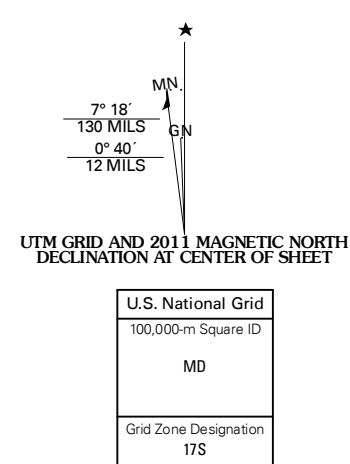 MN
7° 18´
130 MILS
GN
0° 40´
12 MILS
UTM GRID AND 2011 MAGNETIC NORTH
DECLINATION AT CENTER OF SHEET
U.S. National Grid
100,000-m Square ID
MD
Grid Zone Designation
17S